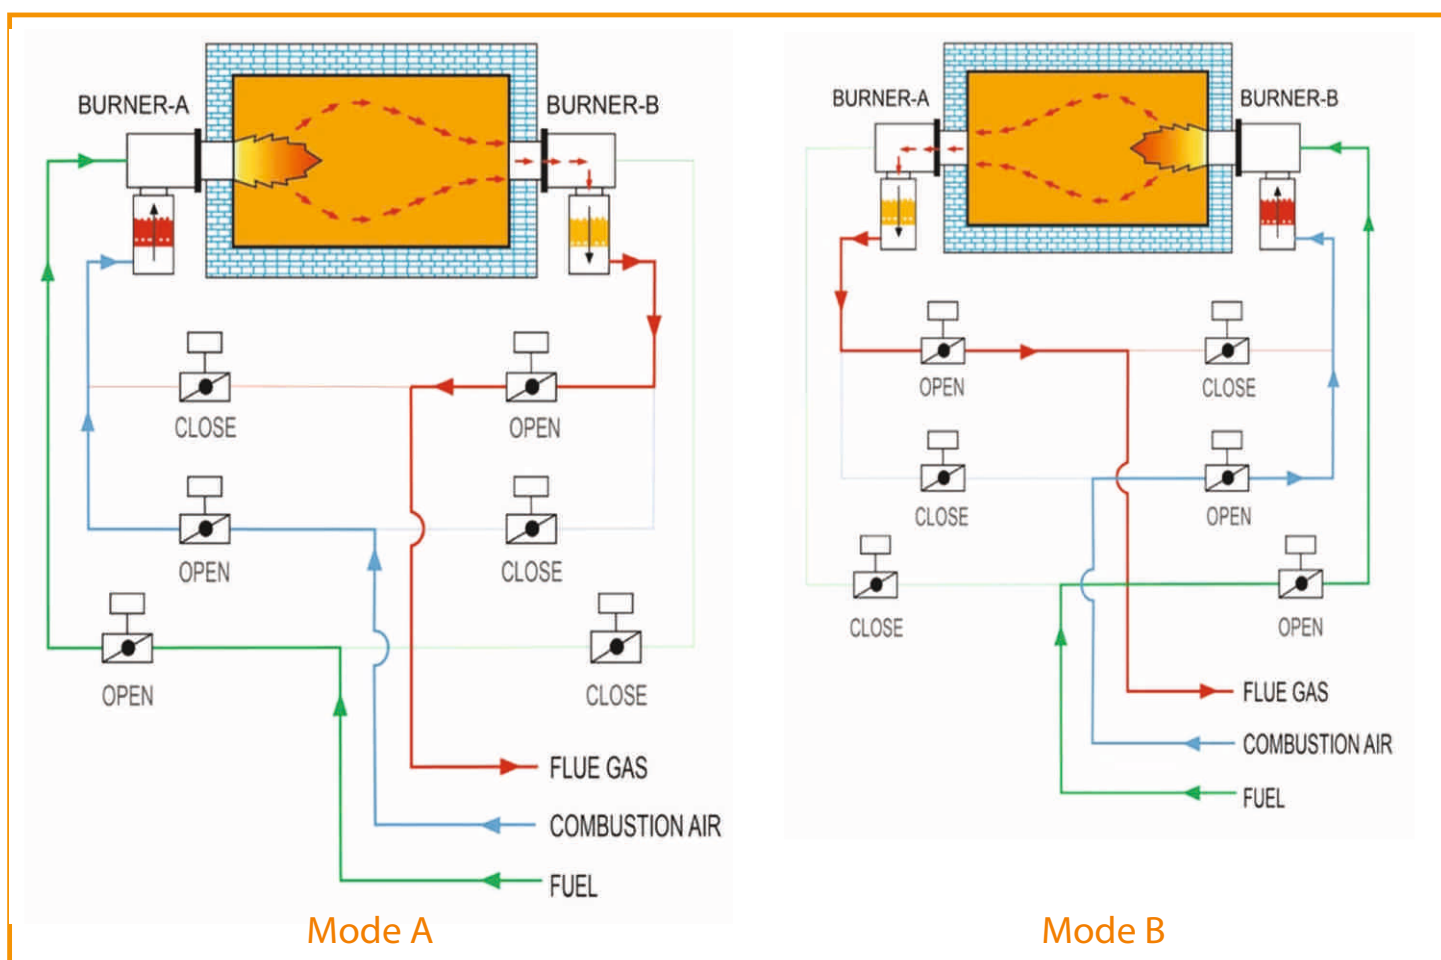 BURNER-A
BURNER-B
CLOSE
OPEN
OPEN
CLOSE
OPEN
CLOSE
FLUE GAS
COMBUSTION AIR
FUEL
Mode A
BURNER-A
BURNER-B
OPEN
CLOSE
CLOSE
OPEN
CLOSE
OPEN
FLUE GAS
COMBUSTION AIR
FUEL
Mode B